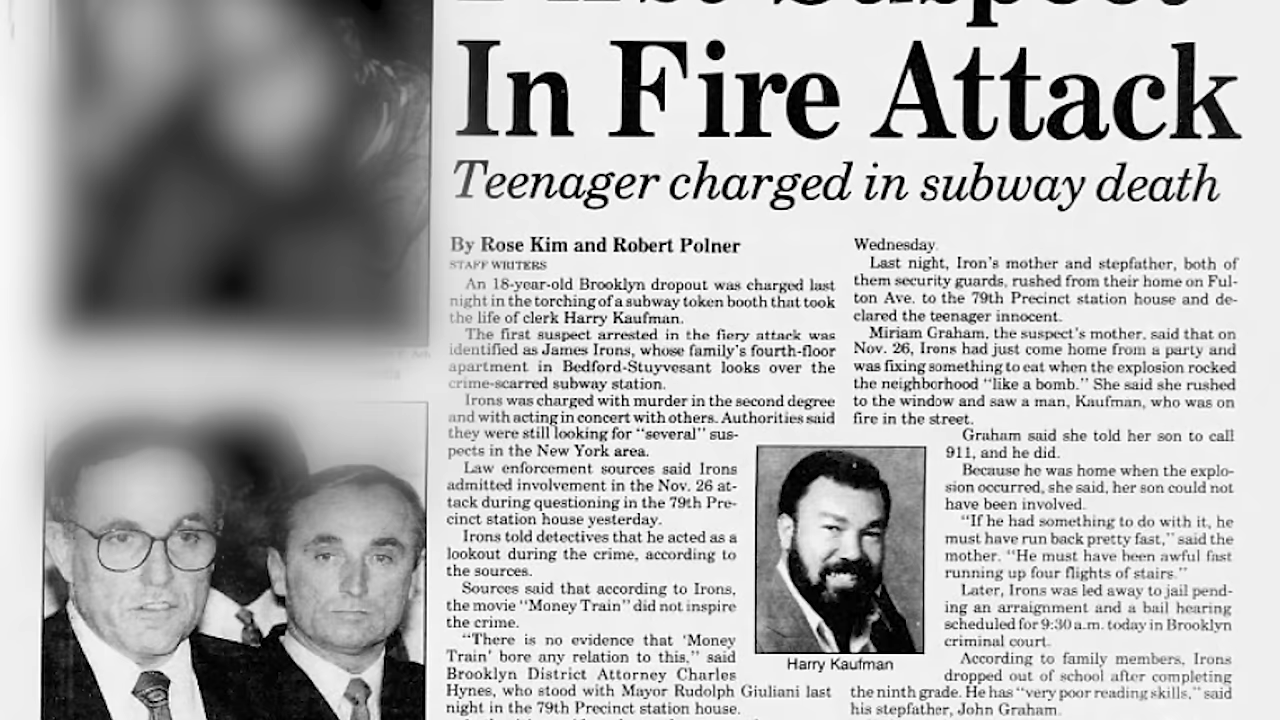 First Suspect
In Fire Attack
Teenager charged in subway death
By Rose Kim and Robert Polner
STAFF WRITERS
An 18-year-old Brooklyn dropout was charged last
night in the torching of a subway token booth that took
the life of clerk Harry Kaufman.
The first suspect arrested in the fiery attack was
identified as James Irons, whose family's fourth-floor
apartment in Bedford-Stuyvesant looks over the
crime-scarred subway station.
Irons was charged with murder in the second degree
and with acting in concert with others. Authorities said
they were still looking for "several" sus-
pects in the New York area.
Law enforcement sources said Irons
admitted involvement in the Nov. 26 at-
tack during questioning in the 79th Pre-
cinct station house yesterday.
Irons told detectives that he acted as a
lookout during the crime, according to
the sources.
Sources said that according to Irons,
the movie "Money Train" did not inspire
the crime.
"There is no evidence that 'Money
Train' bore any relation to this," said
Brooklyn District Attorney Charles
Hynes, who stood with Mayor Rudolph Giuliani last
night in the 79th Precinct station house.
Wednesday.
Last night, Iron's mother and stepfather, both of
them security guards, rushed from their home on Ful-
ton Ave. to the 79th Precinct station house and de-
clared the teenager innocent.
Miriam Graham, the suspect's mother, said that on
Nov. 26, Irons had just come home from a party and
was fixing something to eat when the explosion rocked
the neighborhood "like a bomb." She said she rushed
to the window and saw a man, Kaufman, who was on
fire in the street.
Graham said she told her son to call
911, and he did.
Because he was home when the explo-
sion occurred, she said, her son could not
have been involved.
"If he had something to do with it, he
must have run back pretty fast," said the
mother. "He must have been awful fast
running up four flights of stairs."
Later, Irons was led away to jail pend-
ing an arraignment and a bail hearing
scheduled for 9:30 a.m. today in Brooklyn
criminal court.
According to family members, Irons
dropped out of school after completing
the ninth grade. He has "very poor reading skills," said
his stepfather, John Graham.
Harry Kaufman